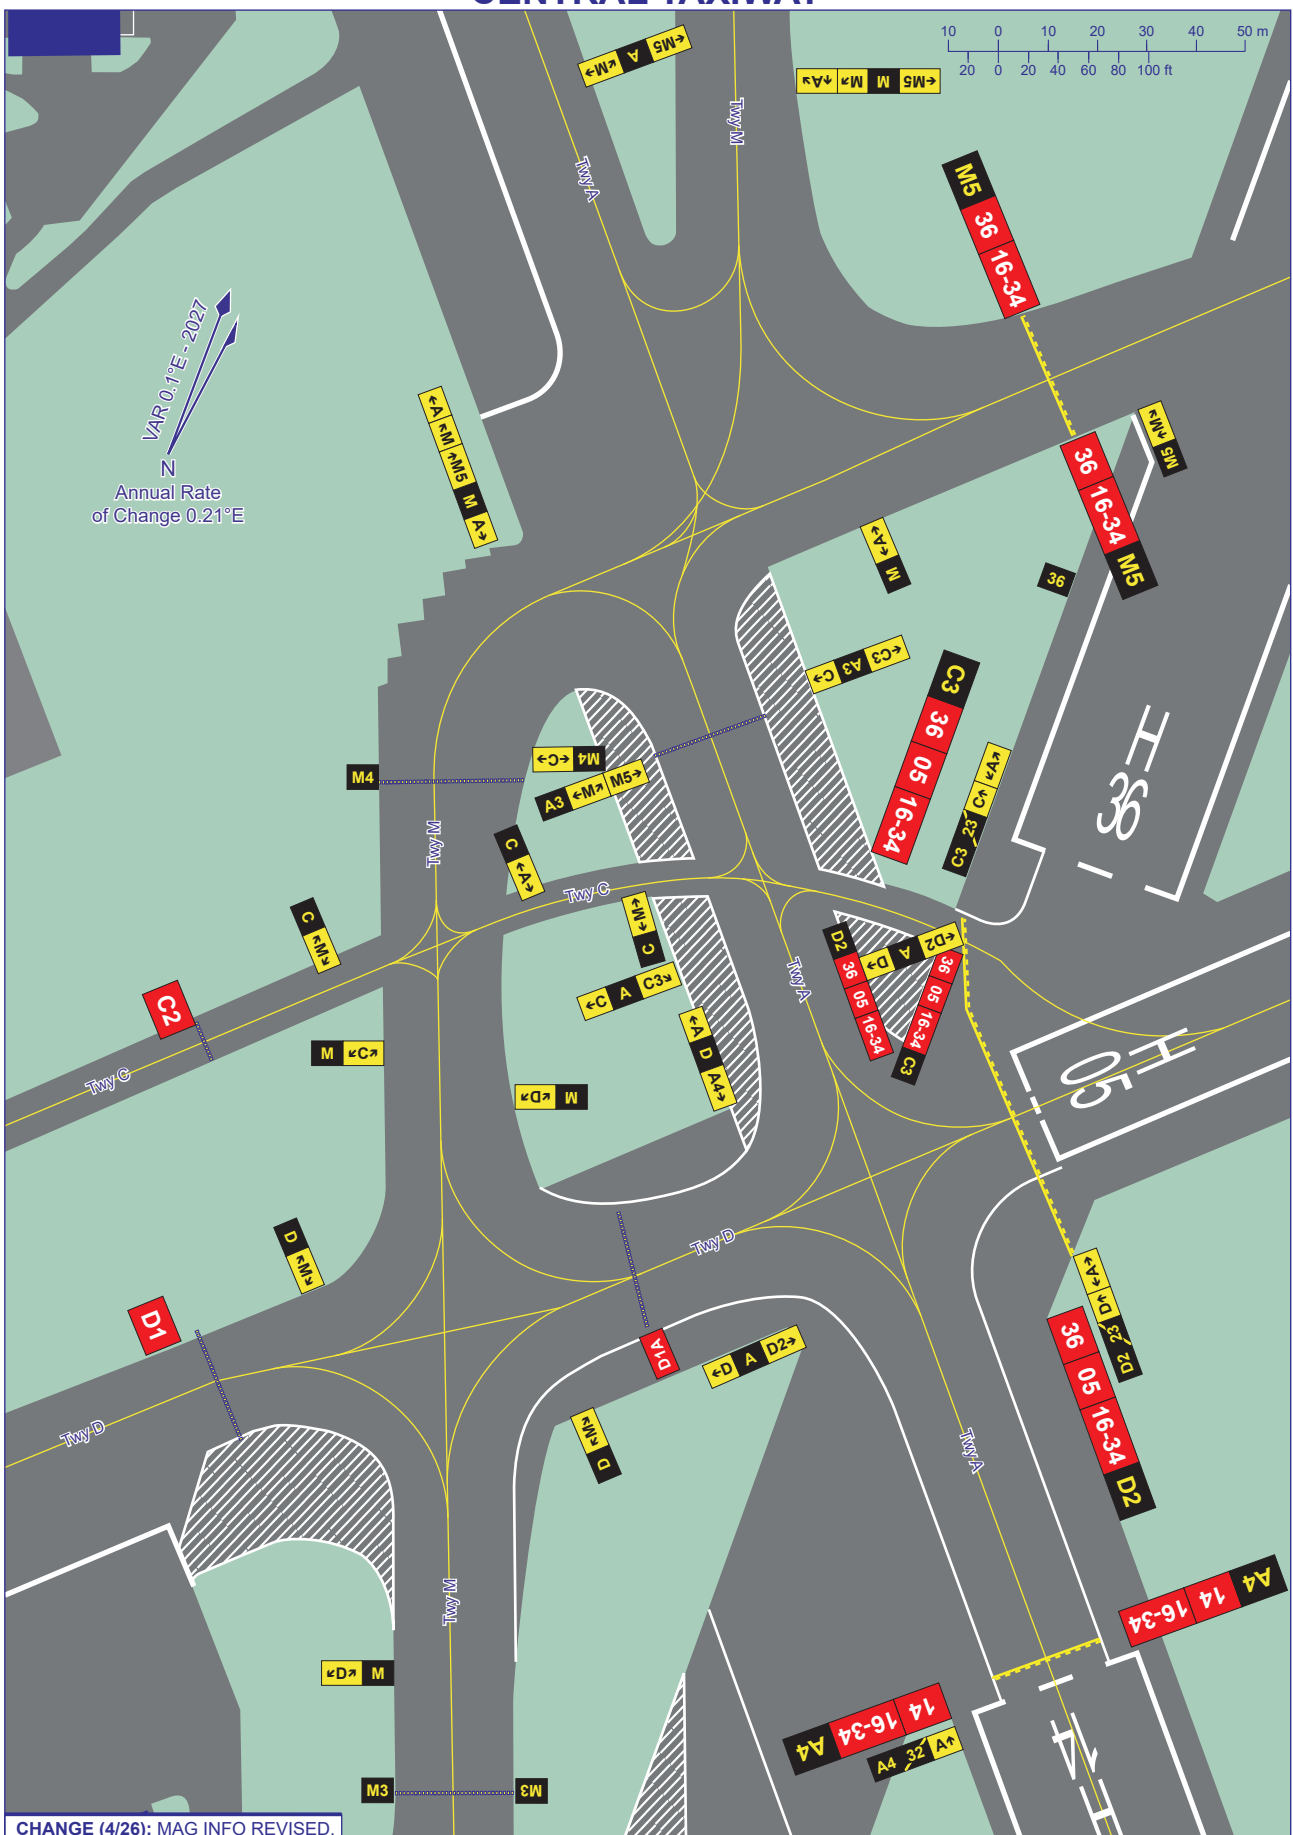 CENTRAL TAXIWAY
10 0 10 20 30 40 50 m
20 0 20 40 60 80 100 ft
←M5 A ↖M→
←M5 M M↗ ↖A↘
Twy M
Twy A
M5 36 16-34
VAR 0.1°E - 2027
N
Annual Rate
of Change 0.21°E
←A ↖M ↑M5 M A→
36 16-34 M5
←M→ M5
←A→ M
36
←C3 A3 C→
C3 36 05 16-34
C3 23 C↑ ↙A↗
36
H
M4
←C→ M4
A3 ←M↗ M5→
Twy M
C ←A→
Twy C
C ↖M↘
←M→ C
D2 36 05 16-34
←D2 A D→
36 05 16-34 C3
←C A C3↘
Twy A
C2
Twy C
M ↙C↗
←A D A4→
↙D↗ M
05
H
D ↖M↘
Twy D
D1
D1A
←D A D2→
D2 23 D↑ ←A→
36 05 16-34 D2
Twy D
↖M↘ D
Twy A
Twy M
A4 14 16-34
↙D↗ M
14 16-34 A4
A4 32 A↑
14
H
M3
M3
CHANGE (4/26): MAG INFO REVISED.